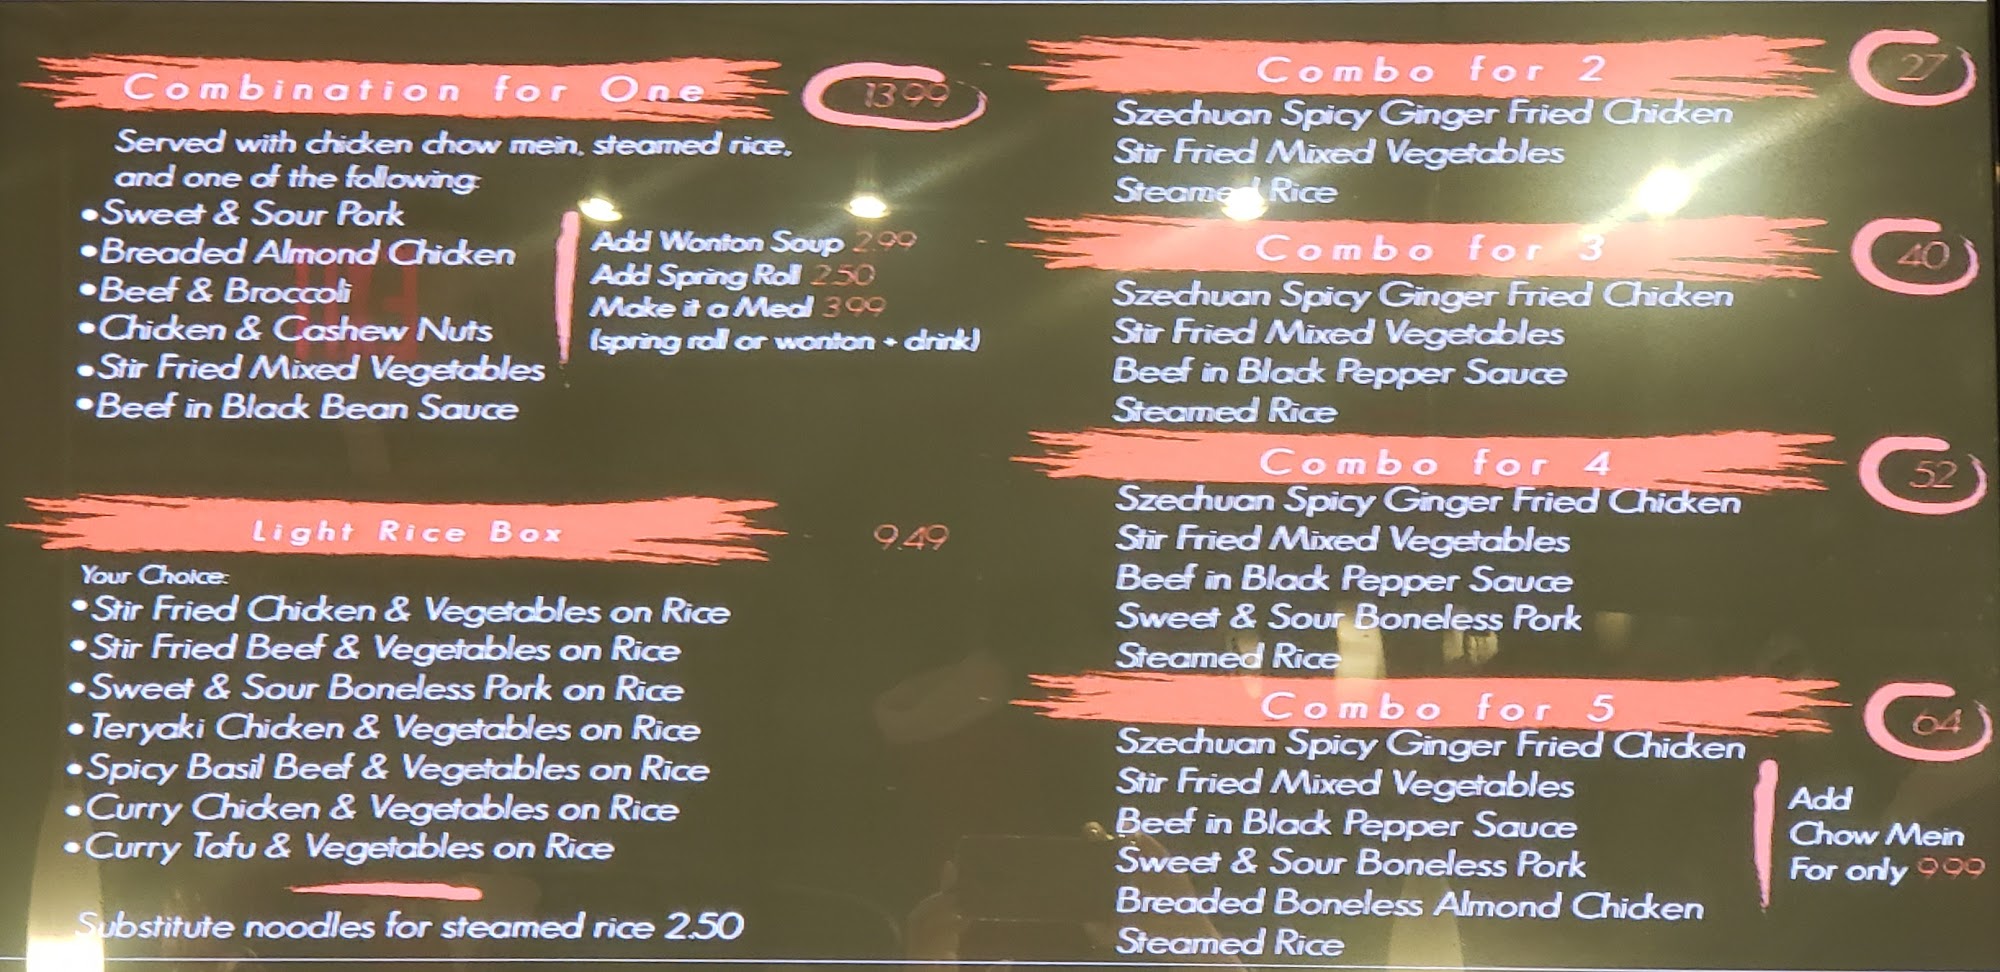 Combination for One 13.99
Served with chicken chow mein, steamed rice,
and one of the following:
•Sweet & Sour Pork
•Breaded Almond Chicken
•Beef & Broccoli
•Chicken & Cashew Nuts
•Stir Fried Mixed Vegetables
•Beef in Black Bean Sauce
Add Wonton Soup 2.99
Add Spring Roll 2.50
Make it a Meal 3.99
(spring roll or wonton + drink)
Light Rice Box 9.49
Your Choice:
•Stir Fried Chicken & Vegetables on Rice
•Stir Fried Beef & Vegetables on Rice
•Sweet & Sour Boneless Pork on Rice
•Teryaki Chicken & Vegetables on Rice
•Spicy Basil Beef & Vegetables on Rice
•Curry Chicken & Vegetables on Rice
•Curry Tofu & Vegetables on Rice
Substitute noodles for steamed rice 2.50
Combo for 2 27
Szechuan Spicy Ginger Fried Chicken
Stir Fried Mixed Vegetables
Steamed Rice
Combo for 3 40
Szechuan Spicy Ginger Fried Chicken
Stir Fried Mixed Vegetables
Beef in Black Pepper Sauce
Steamed Rice
Combo for 4 52
Szechuan Spicy Ginger Fried Chicken
Stir Fried Mixed Vegetables
Beef in Black Pepper Sauce
Sweet & Sour Boneless Pork
Steamed Rice
Combo for 5 64
Szechuan Spicy Ginger Fried Chicken
Stir Fried Mixed Vegetables
Beef in Black Pepper Sauce
Sweet & Sour Boneless Pork
Breaded Boneless Almond Chicken
Steamed Rice
Add
Chow Mein
For only 9.99